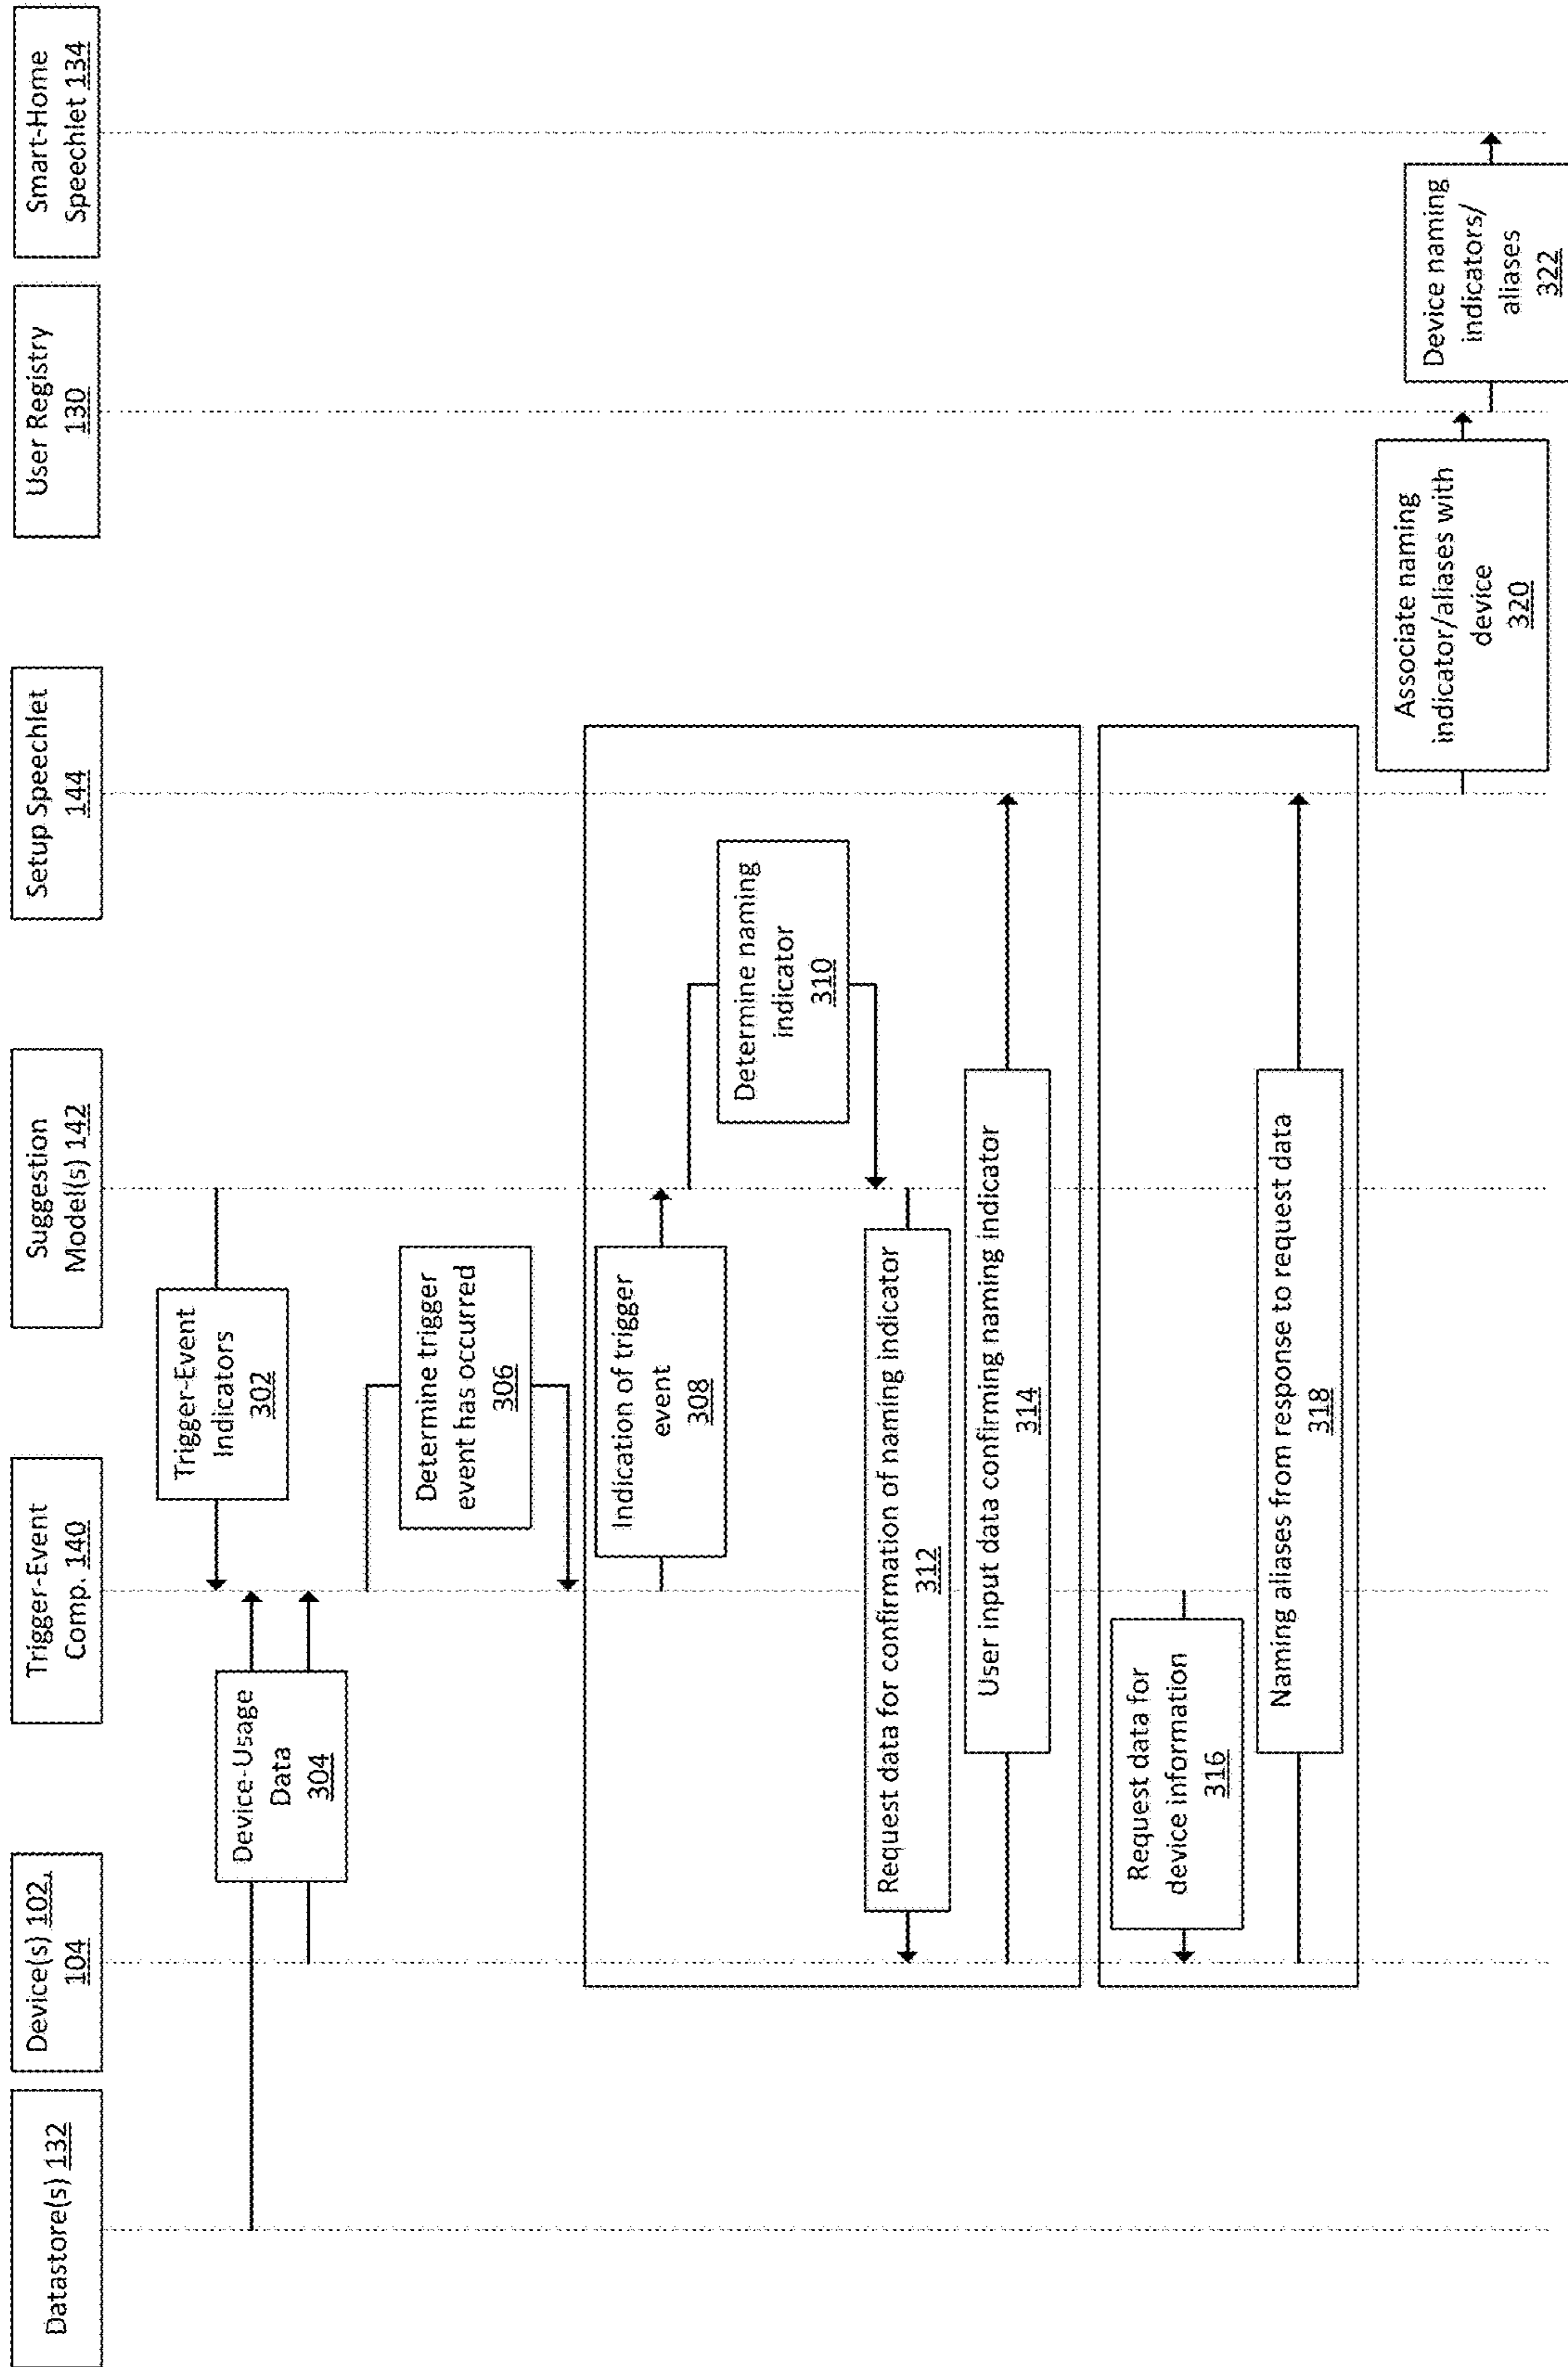 Datastore(s) 132
Device(s) 102,
104
Trigger-Event
Comp. 140
Suggestion
Model(s) 142
Setup Speechlet
144
User Registry
130
Smart-Home
Speechlet 134
Trigger-Event
Indicators
302
Device-Usage
Data
304
Determine trigger
event has occurred
306
Indication of trigger
event
308
Determine naming
indicator
310
Request data for confirmation of naming indicator
312
User input data confirming naming indicator
314
Request data for
device information
316
Naming aliases from response to request data
318
Associate naming
indicator/aliases with
device
320
Device naming
indicators/
aliases
322